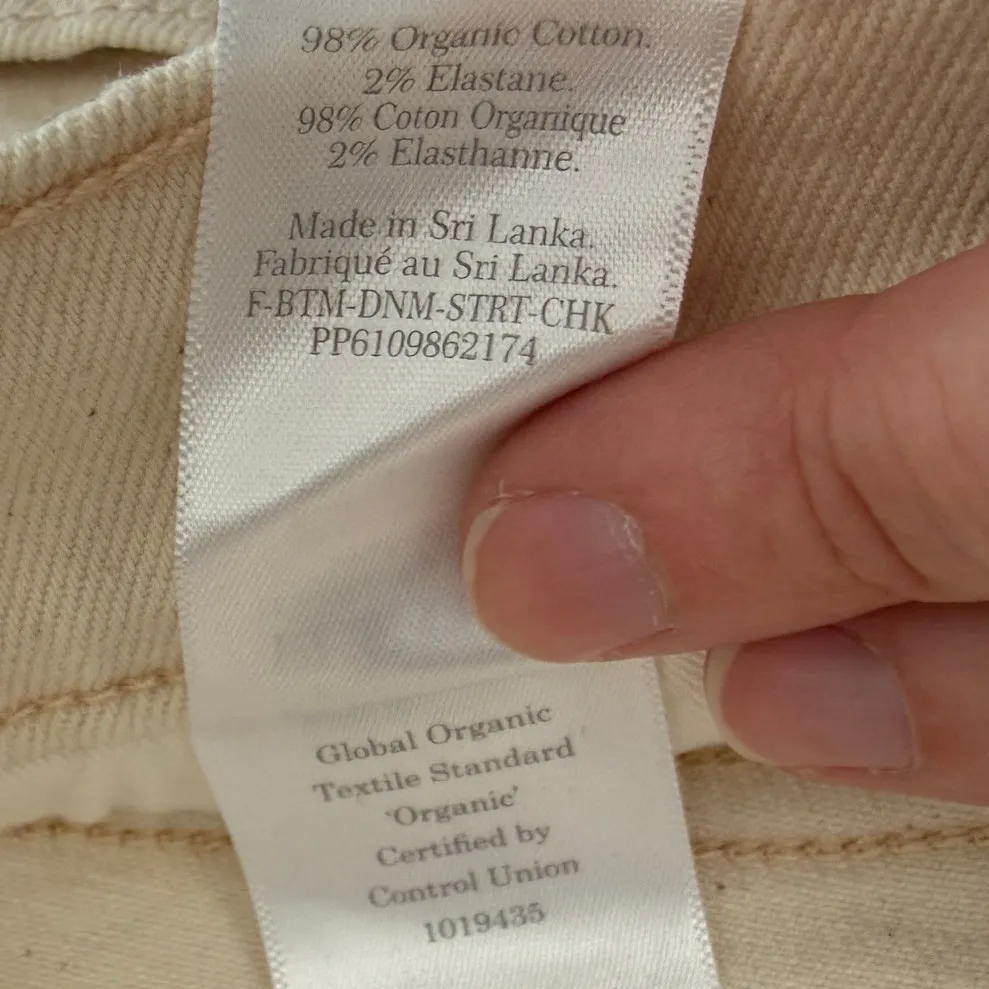 98% Organic Cotton.
2% Elastane.
98% Coton Organique
2% Elasthanne.
Made in Sri Lanka.
Fabriqué au Sri Lanka.
F-BTM-DNM-STRT-CHK
PP6109862174
Global Organic
Textile Standard
‘Organic’
Certified by
Control Union
1019435